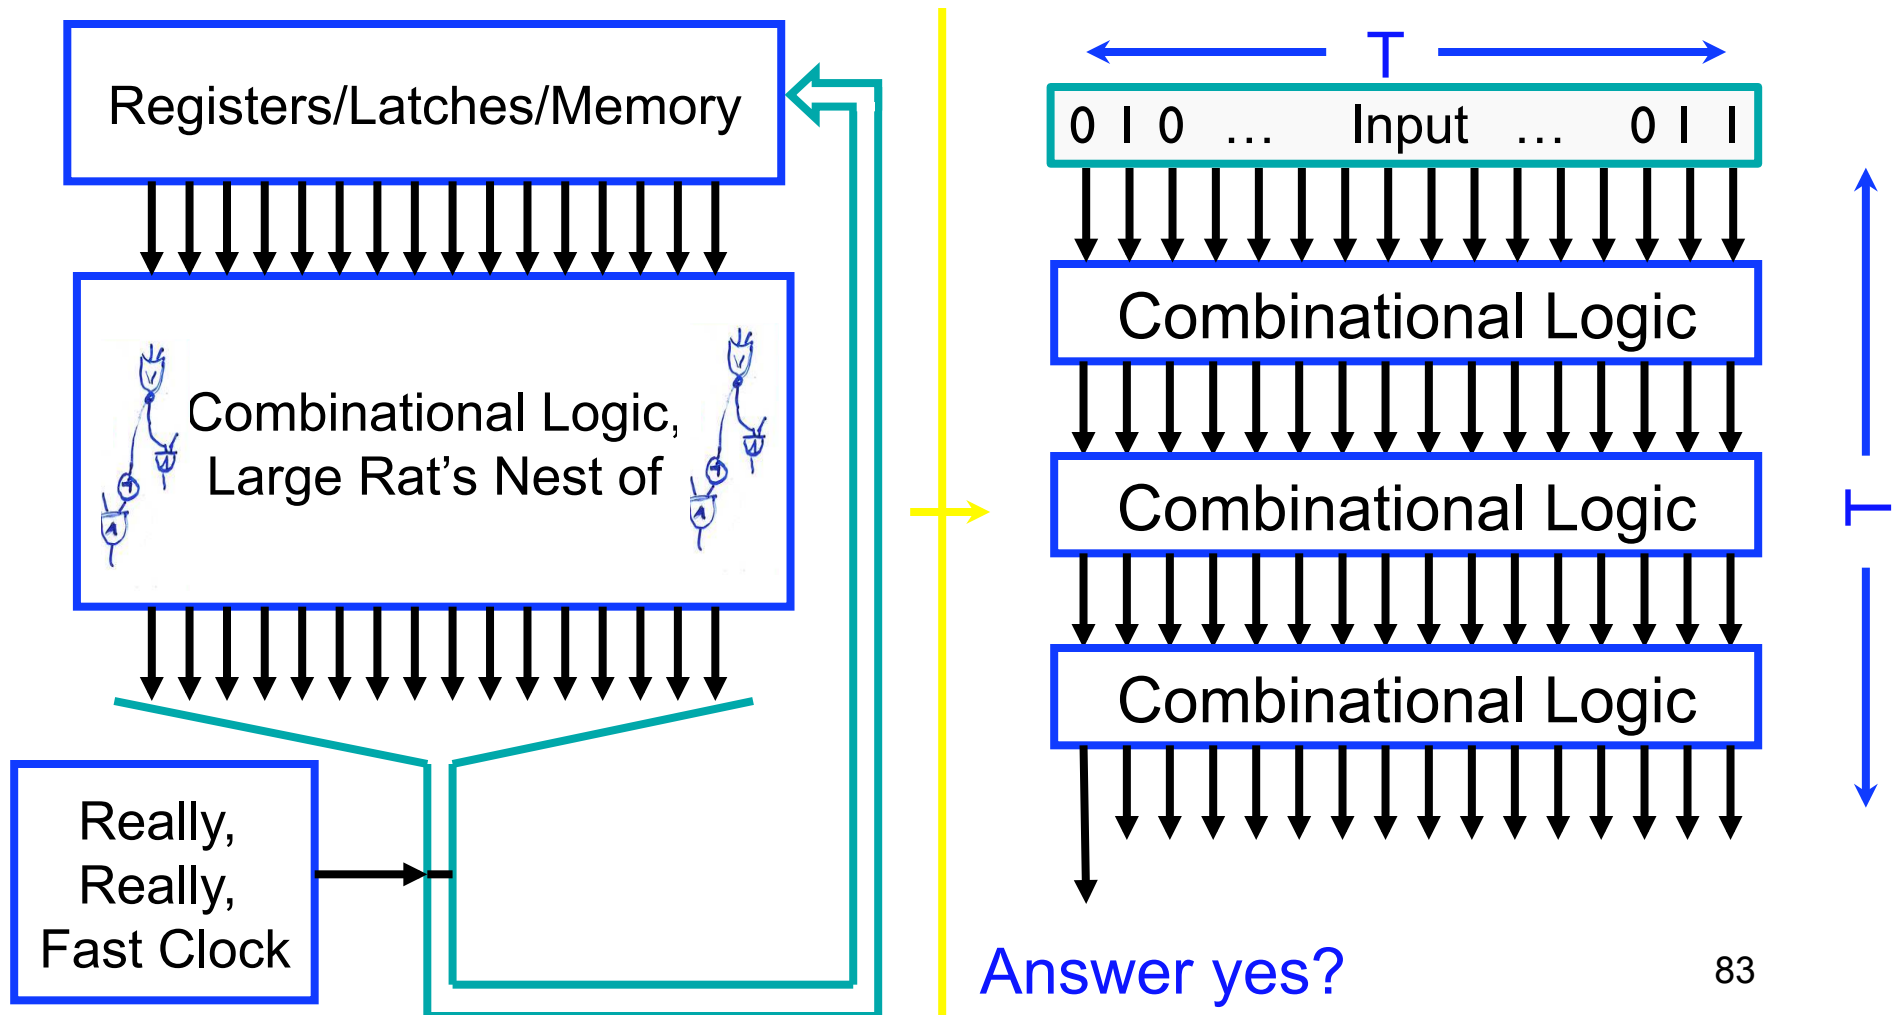 Registers/Latches/Memory
Combinational Logic,
Large Rat's Nest of
Really,
Really,
Fast Clock
T
0 1 0 ... Input ... 0 1 1
Combinational Logic
Combinational Logic
Combinational Logic
T
Answer yes?
83